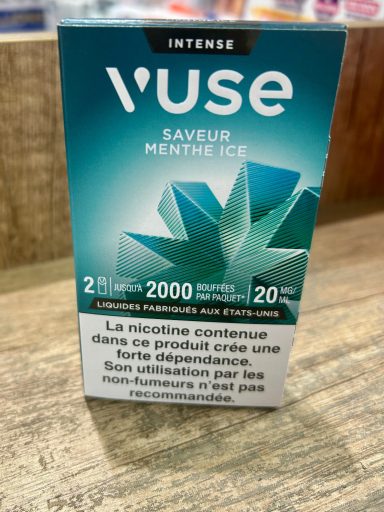 INTENSE
VUSE
SAVEUR
MENTHE ICE
2 JUSQU'À 2000 BOUFFÉES PAR PAQUET* 20 MG/ML
LIQUIDES FABRIQUÉS AUX ÉTATS-UNIS
La nicotine contenue
dans ce produit crée une
forte dépendance.
Son utilisation par les
non-fumeurs n'est pas
recommandée.